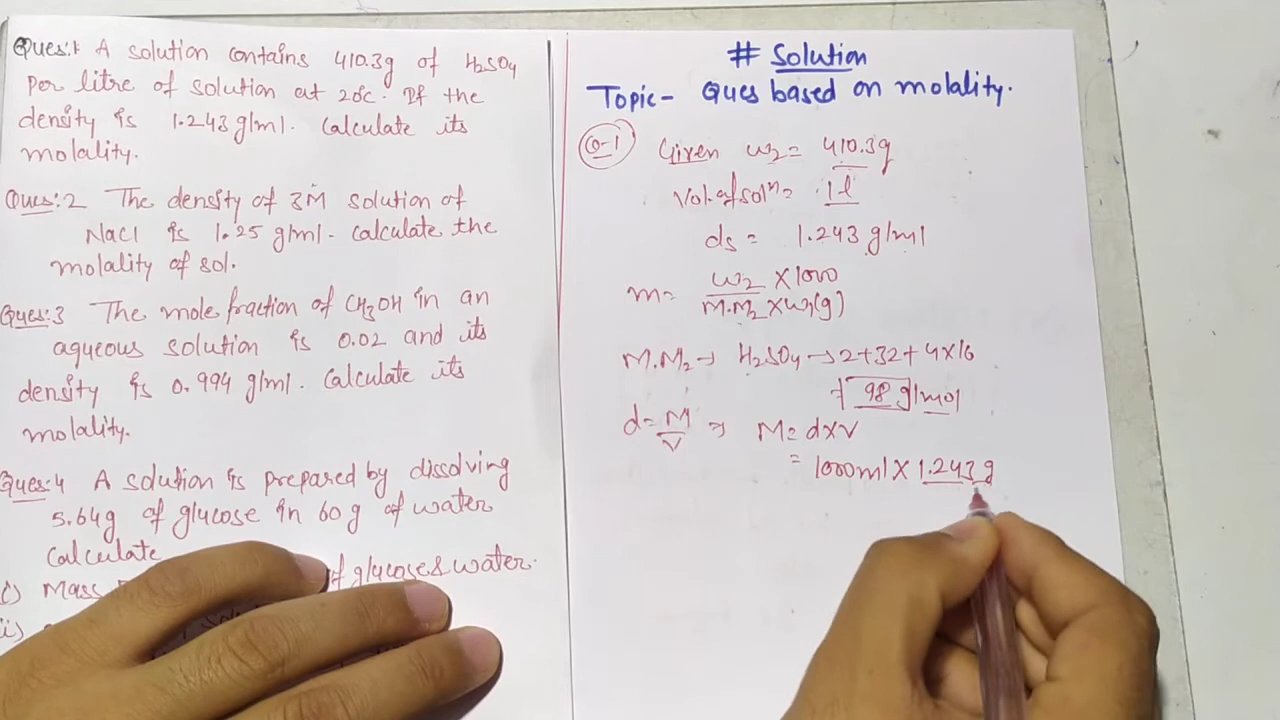 Ques:1 A solution contains 410.3g of H₂SO₄
Per litre of solution at 20°C. If the
density is 1.243 g/ml. Calculate its
molality.
Ques:2 The density of 3M solution of
NaCl is 1.25 g/ml. Calculate the
molality of sol.
Ques:3 The mole fraction of CH₃OH in an
aqueous solution is 0.02 and its
density is 0.994 g/ml. Calculate its
molality.
Ques:4 A solution is prepared by dissolving
5.64g of glucose in 60g of water
Calculate
i) Mass of glucose & water.
# Solution
Topic- Ques based on molality.
Q-1 Given w₂ = 410.3g
Vol. of solⁿ = 1l
ds = 1.243 g/ml
m = w₂ × 1000
M.M₂ × w₁(g)
M.M₂ → H₂SO₄ → 2+32+4×16
= 98 g/mol
d = M/V ⇒ M = d×V
= 1000ml × 1.243g